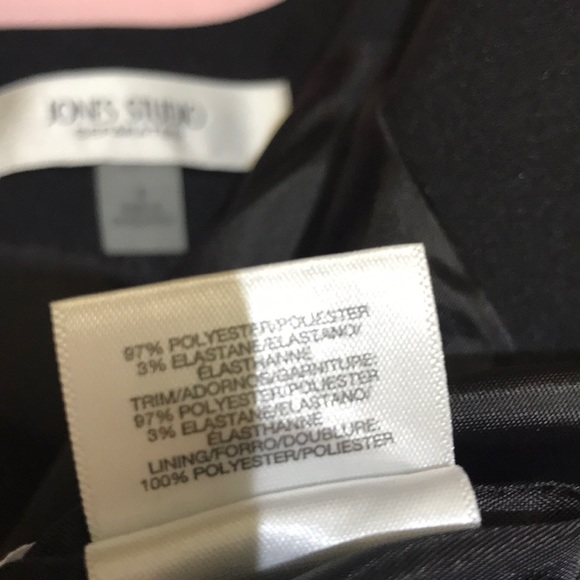 JONES STUDIO
97% POLYESTER/POLIESTER
3% ELASTANE/ELASTANO/
ÉLASTHANNE
TRIM/ADORNOS/GARNITURE:
97% POLYESTER/POLIESTER
3% ELASTANE/ELASTANO/
ÉLASTHANNE
LINING/FORRO/DOUBLURE:
100% POLYESTER/POLIESTER